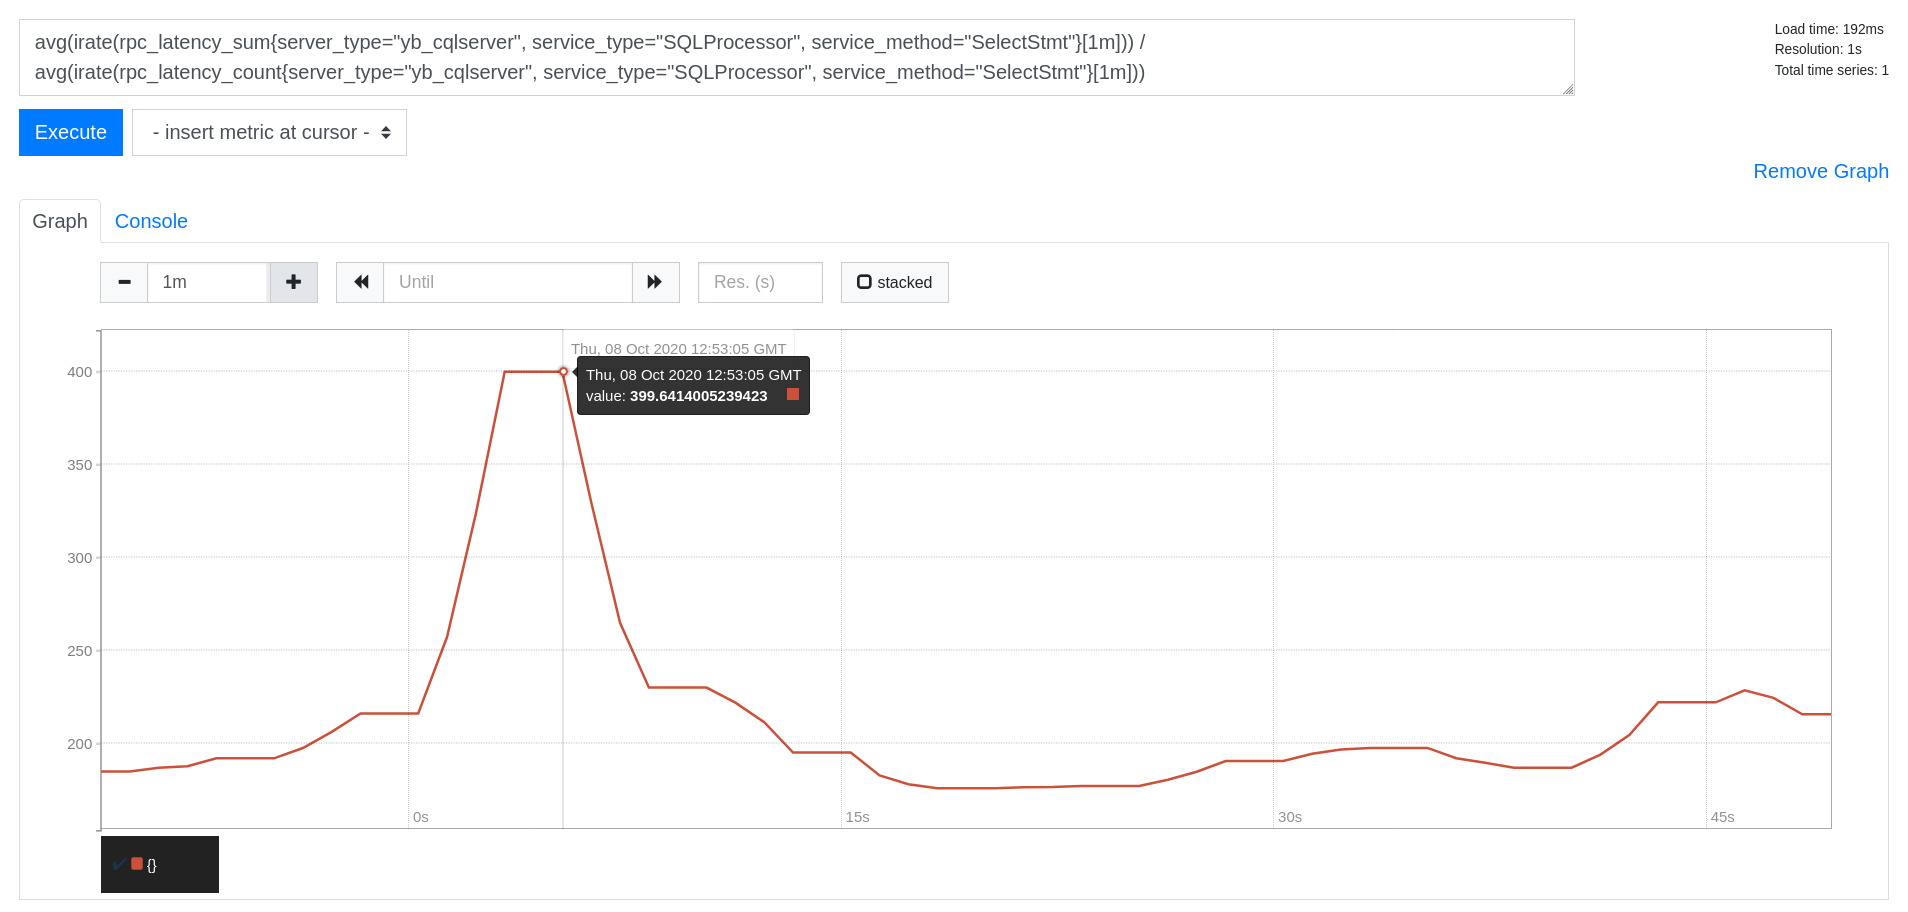 avg(irate(rpc_latency_sum{server_type="yb_cqlserver", service_type="SQLProcessor", service_method="SelectStmt"}[1m])) /
avg(irate(rpc_latency_count{server_type="yb_cqlserver", service_type="SQLProcessor", service_method="SelectStmt"}[1m]))
Load time: 192ms
Resolution: 1s
Total time series: 1
Execute
- insert metric at cursor -
Remove Graph
Graph
Console
1m
Until
Res. (s)
stacked
Thu, 08 Oct 2020 12:53:05 GMT
Thu, 08 Oct 2020 12:53:05 GMT
value: 399.6414005239423
400
350
300
250
200
0s
15s
30s
45s
{}